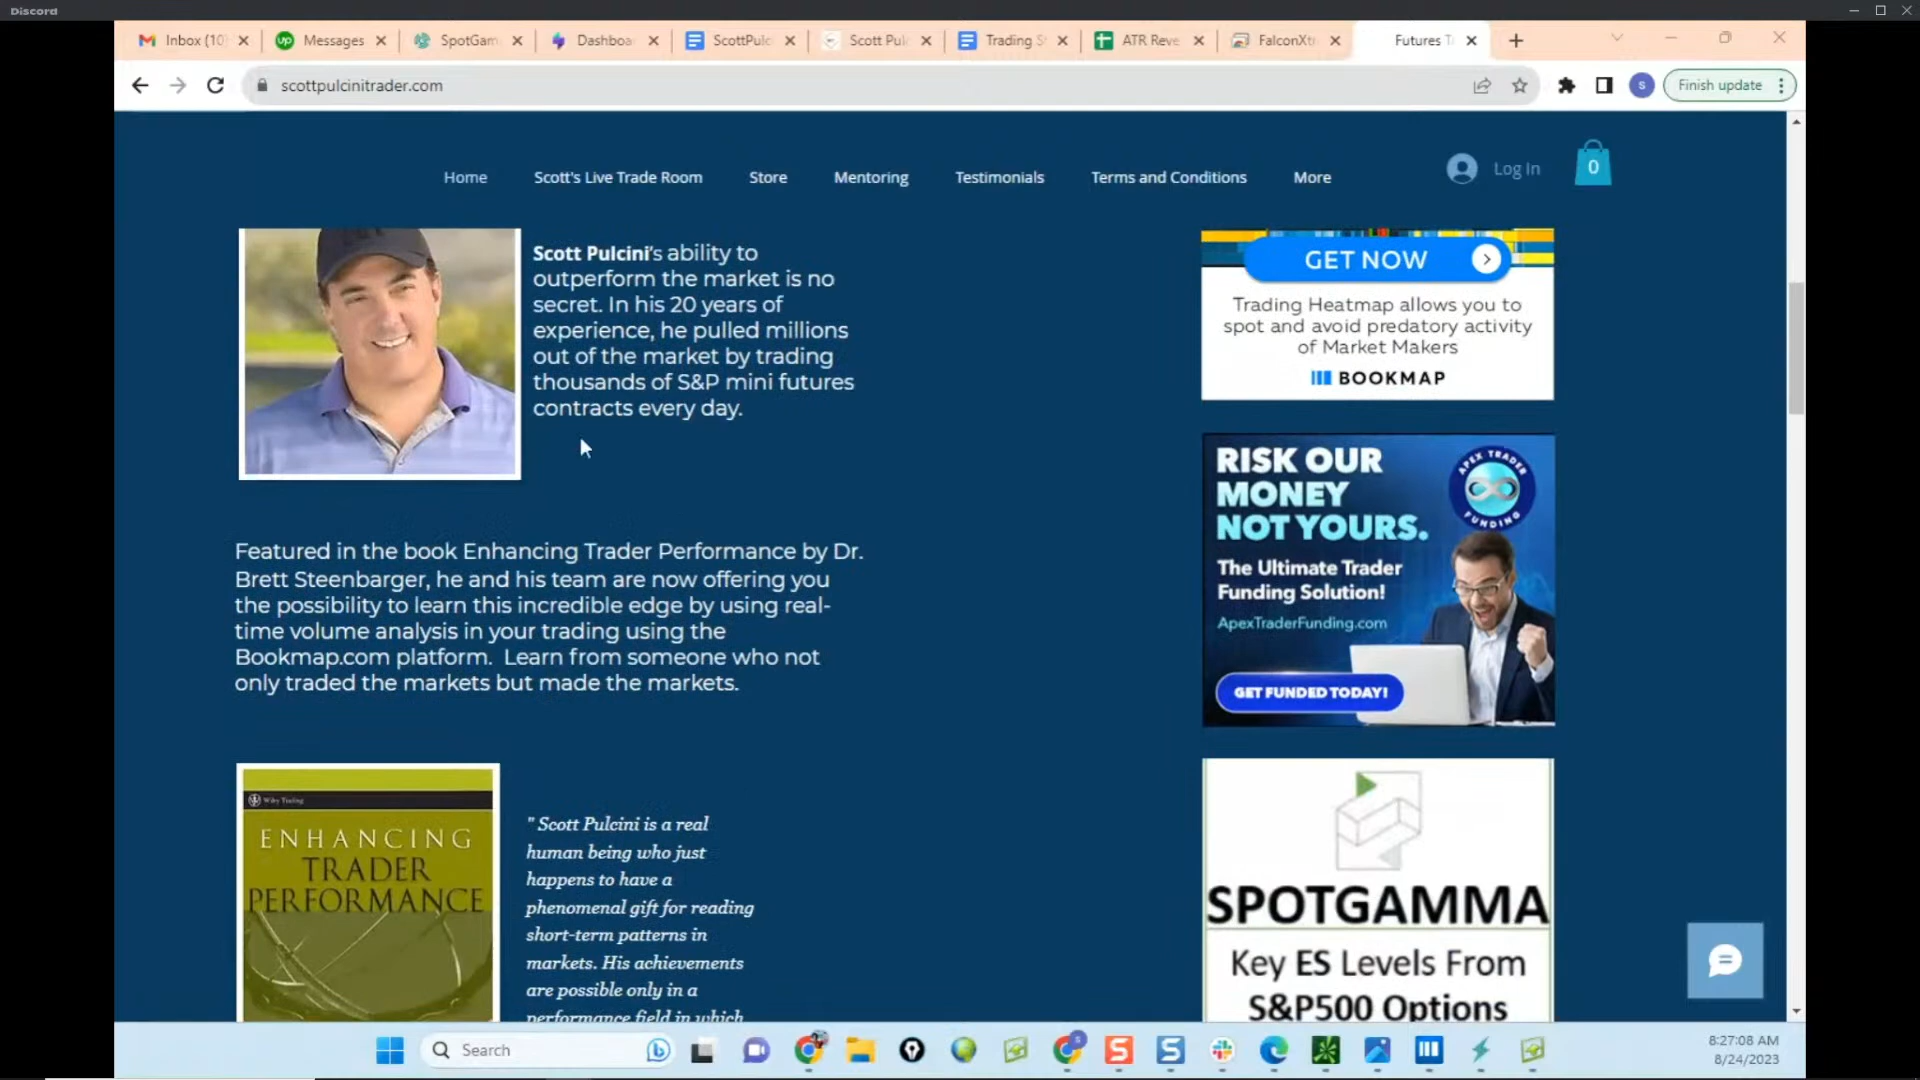 Discord
Inbox (10
Messages
SpotGam
Dashboa
ScottPulc
Scott Pul
Trading S
ATR Reve
FalconXt
Futures T
scottpulcinitrader.com
S
Finish update
Home
Scott's Live Trade Room
Store
Mentoring
Testimonials
Terms and Conditions
More
Log In
0
Scott Pulcini's ability to
outperform the market is no
secret. In his 20 years of
experience, he pulled millions
out of the market by trading
thousands of S&P mini futures
contracts every day.
GET NOW
Trading Heatmap allows you to
spot and avoid predatory activity
of Market Makers
BOOKMAP
RISK OUR
MONEY
NOT YOURS.
APEX TRADER
FUNDING
The Ultimate Trader
Funding Solution!
ApexTraderFunding.com
GET FUNDED TODAY!
Featured in the book Enhancing Trader Performance by Dr.
Brett Steenbarger, he and his team are now offering you
the possibility to learn this incredible edge by using real-
time volume analysis in your trading using the
Bookmap.com platform.  Learn from someone who not
only traded the markets but made the markets.
Wiley Trading
ENHANCING
TRADER
PERFORMANCE
" Scott Pulcini is a real
human being who just
happens to have a
phenomenal gift for reading
short-term patterns in
markets. His achievements
are possible only in a
performance field in which
SPOTGAMMA
Key ES Levels From
S&P500 Options
Search
8:27:08 AM
8/24/2023